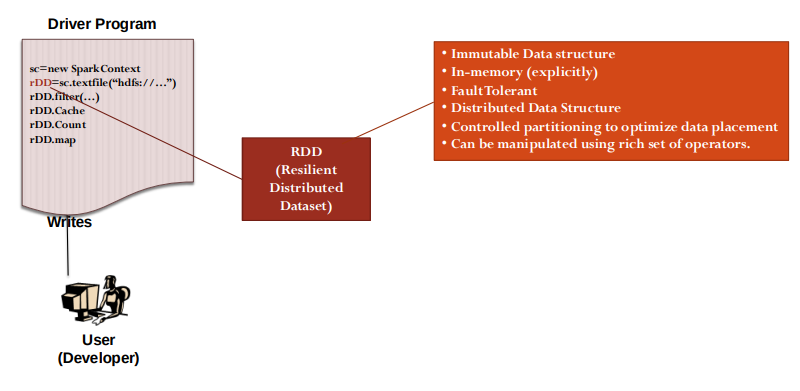 Driver Program
sc=new SparkContext
rDD=sc.textfile(“hdfs://…”)
rDD.filter(…)
rDD.Cache
rDD.Count
rDD.map
Writes
User
(Developer)
RDD
(Resilient
Distributed
Dataset)
• Immutable Data structure
• In-memory (explicitly)
• Fault Tolerant
• Distributed Data Structure
• Controlled partitioning to optimize data placement
• Can be manipulated using rich set of operators.